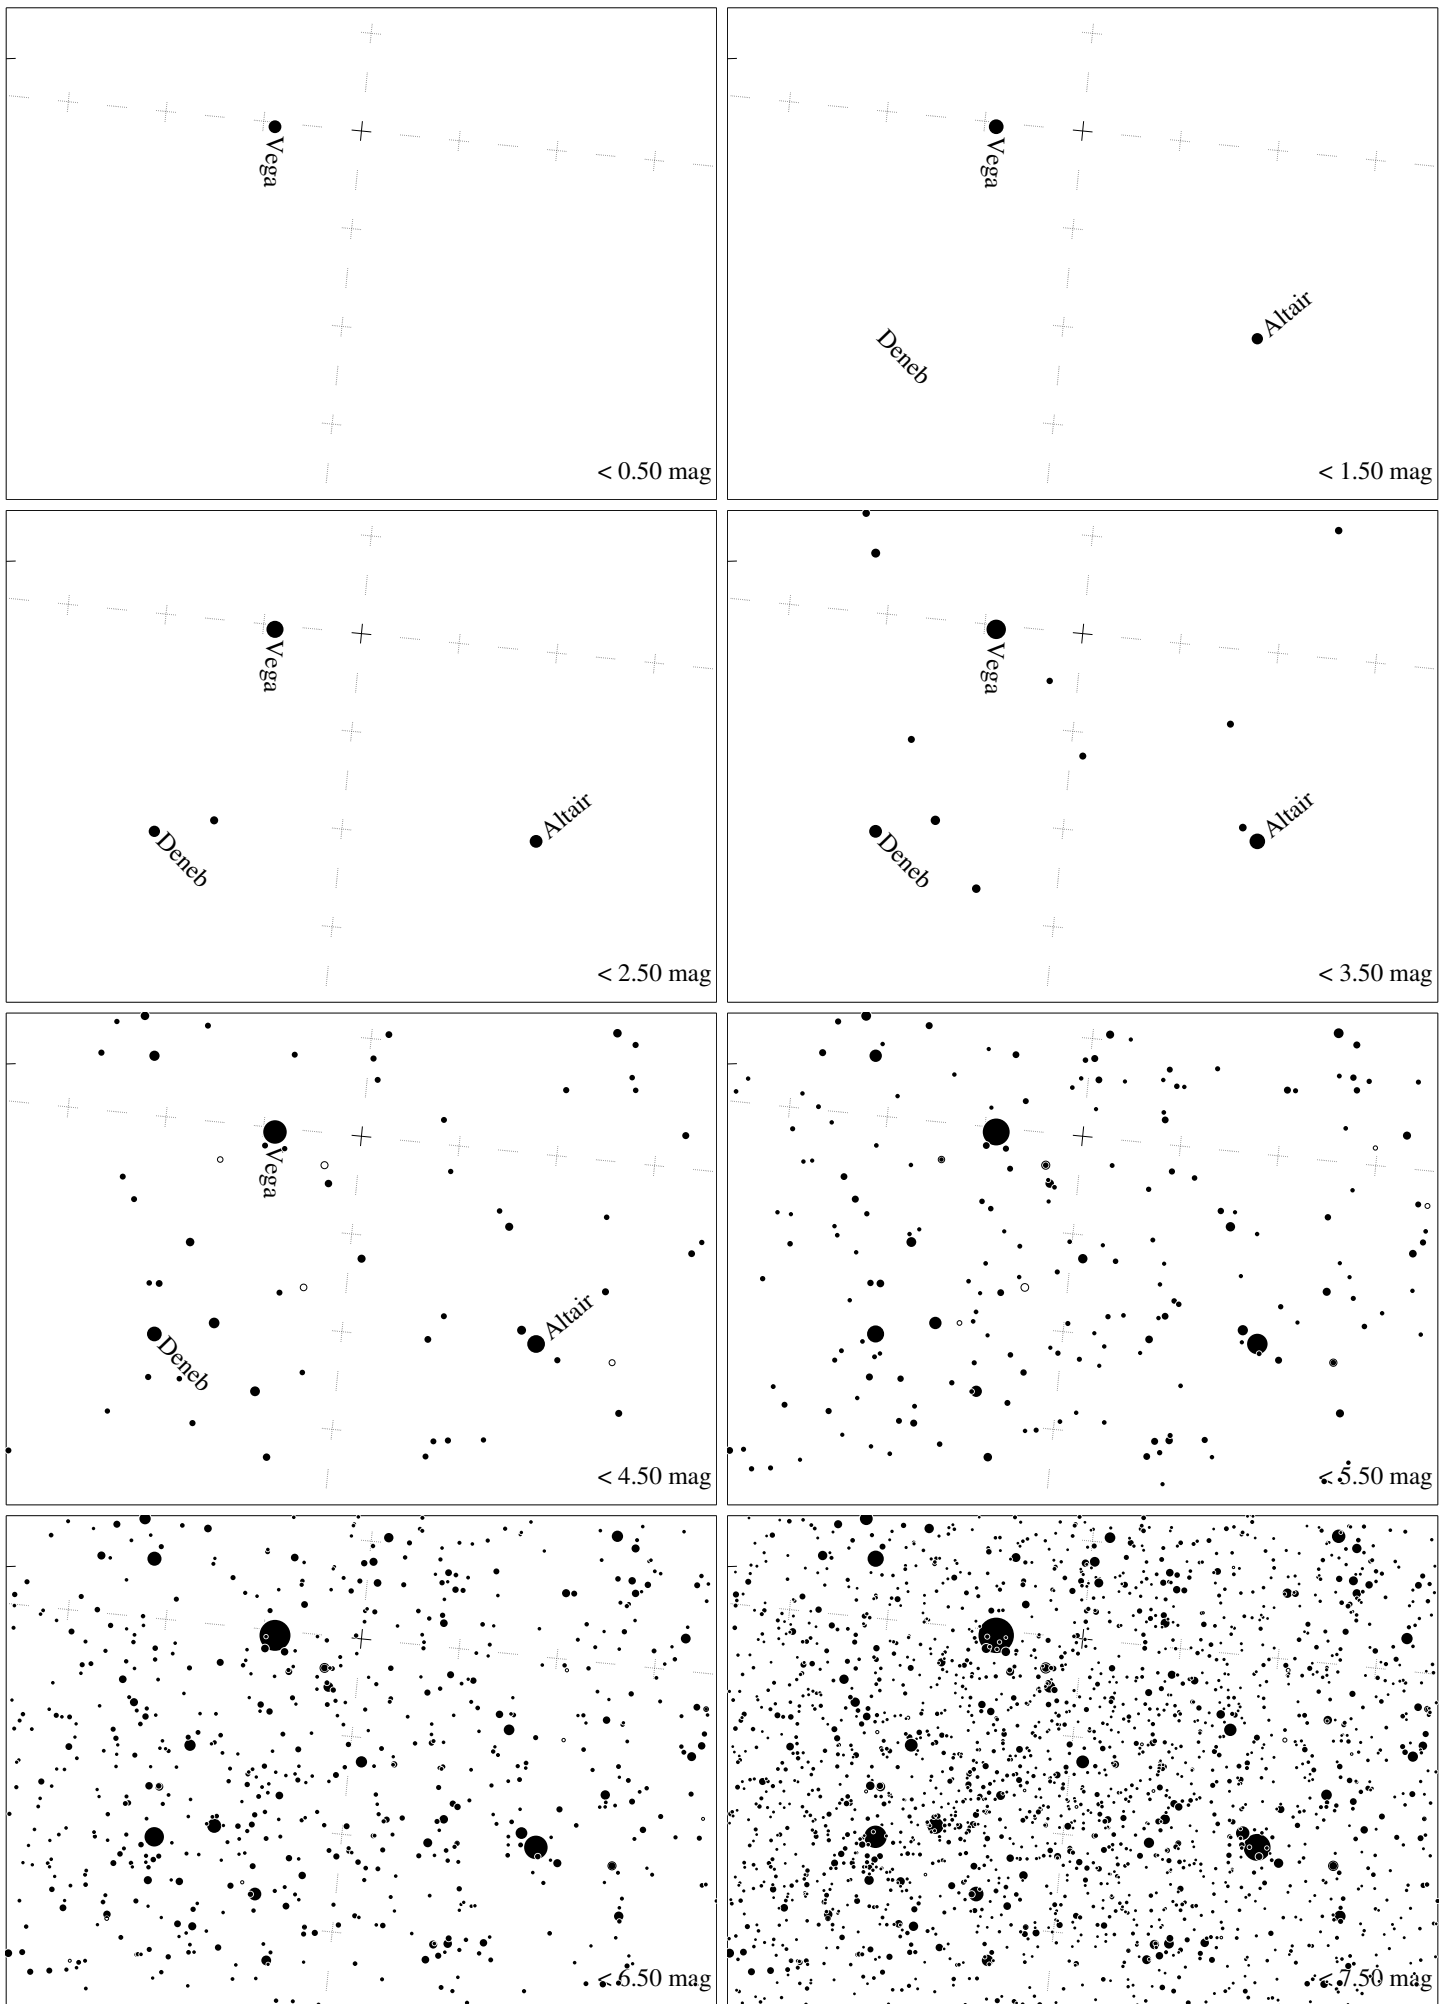 Vega
< 0.50 mag
Vega
Altair
Deneb
< 1.50 mag
Vega
Altair
Deneb
< 2.50 mag
Vega
Altair
Deneb
< 3.50 mag
Vega
Altair
Deneb
< 4.50 mag
< 5.50 mag
< 6.50 mag
< 7.50 mag